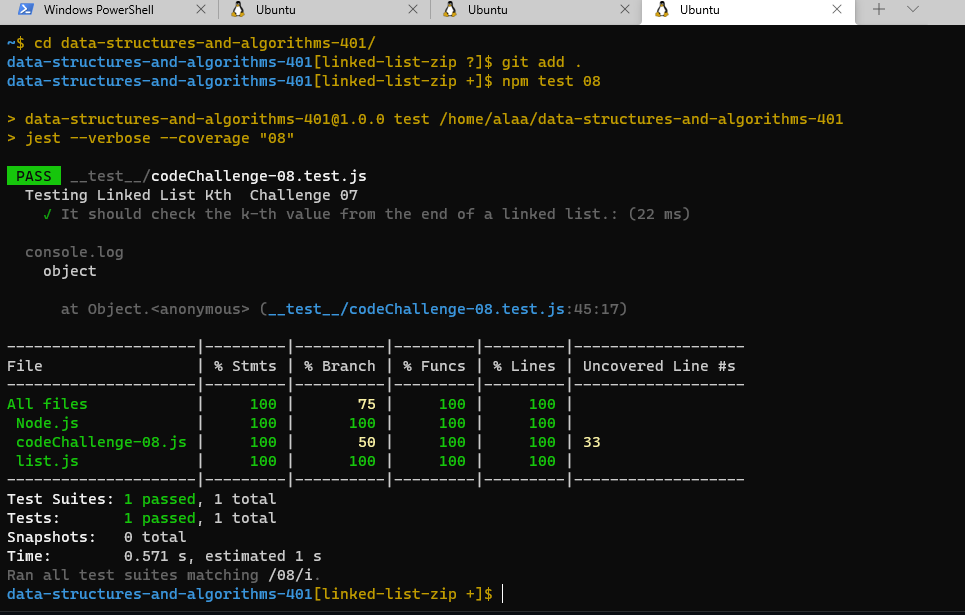 Windows PowerShell Ubuntu Ubuntu Ubuntu
~$ cd data-structures-and-algorithms-401/
data-structures-and-algorithms-401[linked-list-zip ?]$ git add .
data-structures-and-algorithms-401[linked-list-zip +]$ npm test 08
> data-structures-and-algorithms-401@1.0.0 test /home/alaa/data-structures-and-algorithms-401
> jest --verbose --coverage "08"
PASS __test__/codeChallenge-08.test.js
Testing Linked List Kth  Challenge 07
√ It should check the k-th value from the end of a linked list.: (22 ms)
console.log
object
at Object.<anonymous> (__test__/codeChallenge-08.test.js:45:17)
---------------------|---------|----------|---------|---------|-------------------
File                 | % Stmts | % Branch | % Funcs | % Lines | Uncovered Line #s
---------------------|---------|----------|---------|---------|-------------------
All files            |     100 |       75 |     100 |     100 |
 Node.js             |     100 |      100 |     100 |     100 |
 codeChallenge-08.js |     100 |       50 |     100 |     100 | 33
 list.js             |     100 |      100 |     100 |     100 |
---------------------|---------|----------|---------|---------|-------------------
Test Suites: 1 passed, 1 total
Tests:       1 passed, 1 total
Snapshots:   0 total
Time:        0.571 s, estimated 1 s
Ran all test suites matching /08/i.
data-structures-and-algorithms-401[linked-list-zip +]$